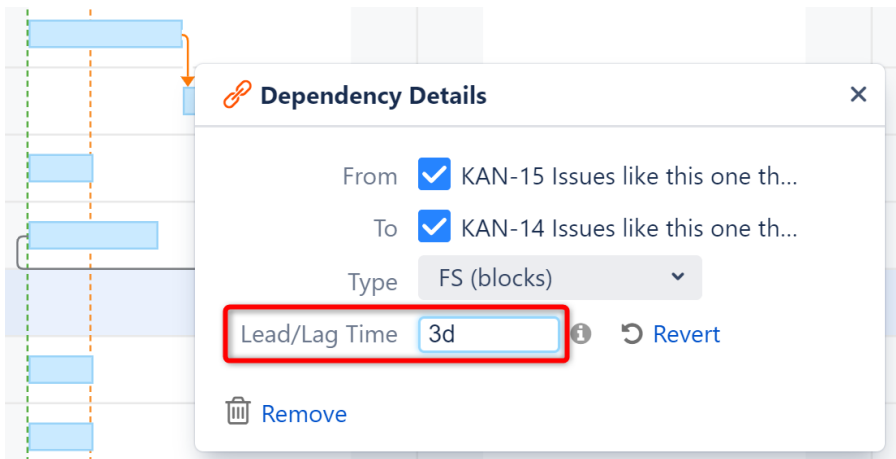 Dependency Details
From KAN-15 Issues like this one th...
To KAN-14 Issues like this one th...
Type FS (blocks)
Lead/Lag Time 3d Revert
Remove